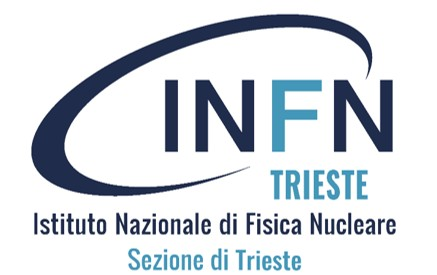 INFN
TRIESTE
Istituto Nazionale di Fisica Nucleare
Sezione di Trieste